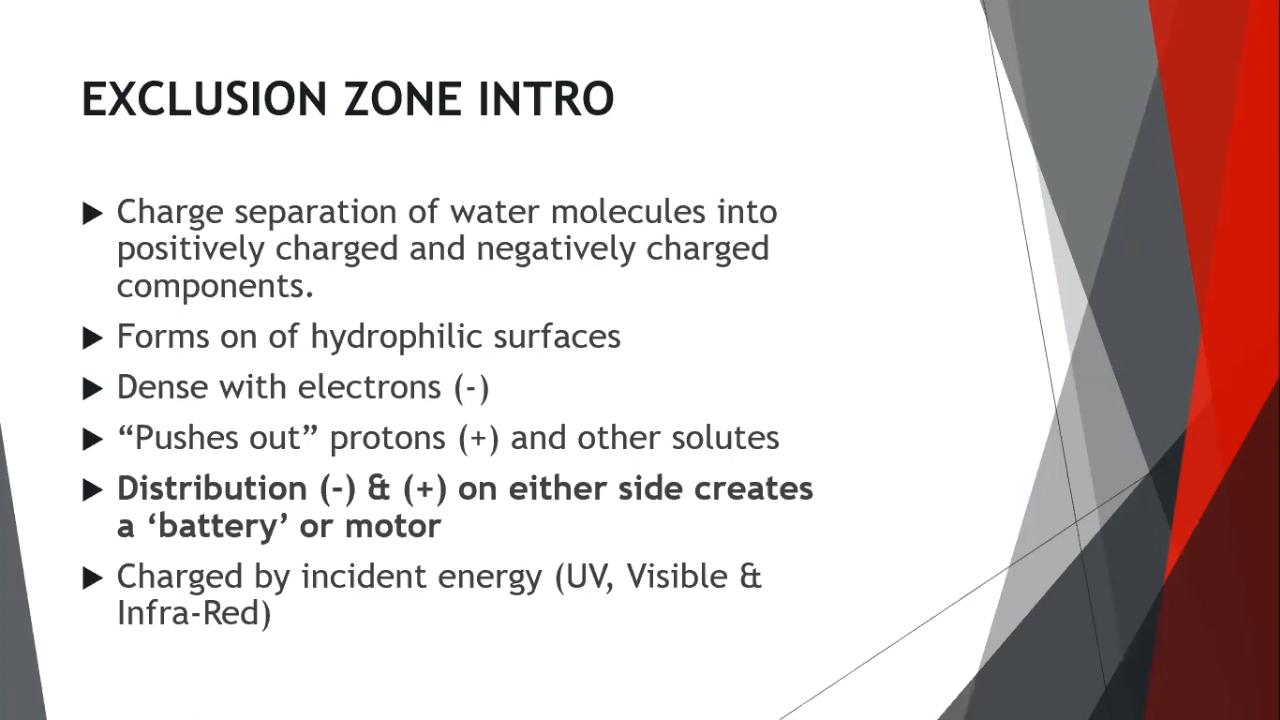 EXCLUSION ZONE INTRO
Charge separation of water molecules into
positively charged and negatively charged
components.
Forms on of hydrophilic surfaces
Dense with electrons (-)
“Pushes out” protons (+) and other solutes
Distribution (-) & (+) on either side creates
a ‘battery’ or motor
Charged by incident energy (UV, Visible &
Infra-Red)